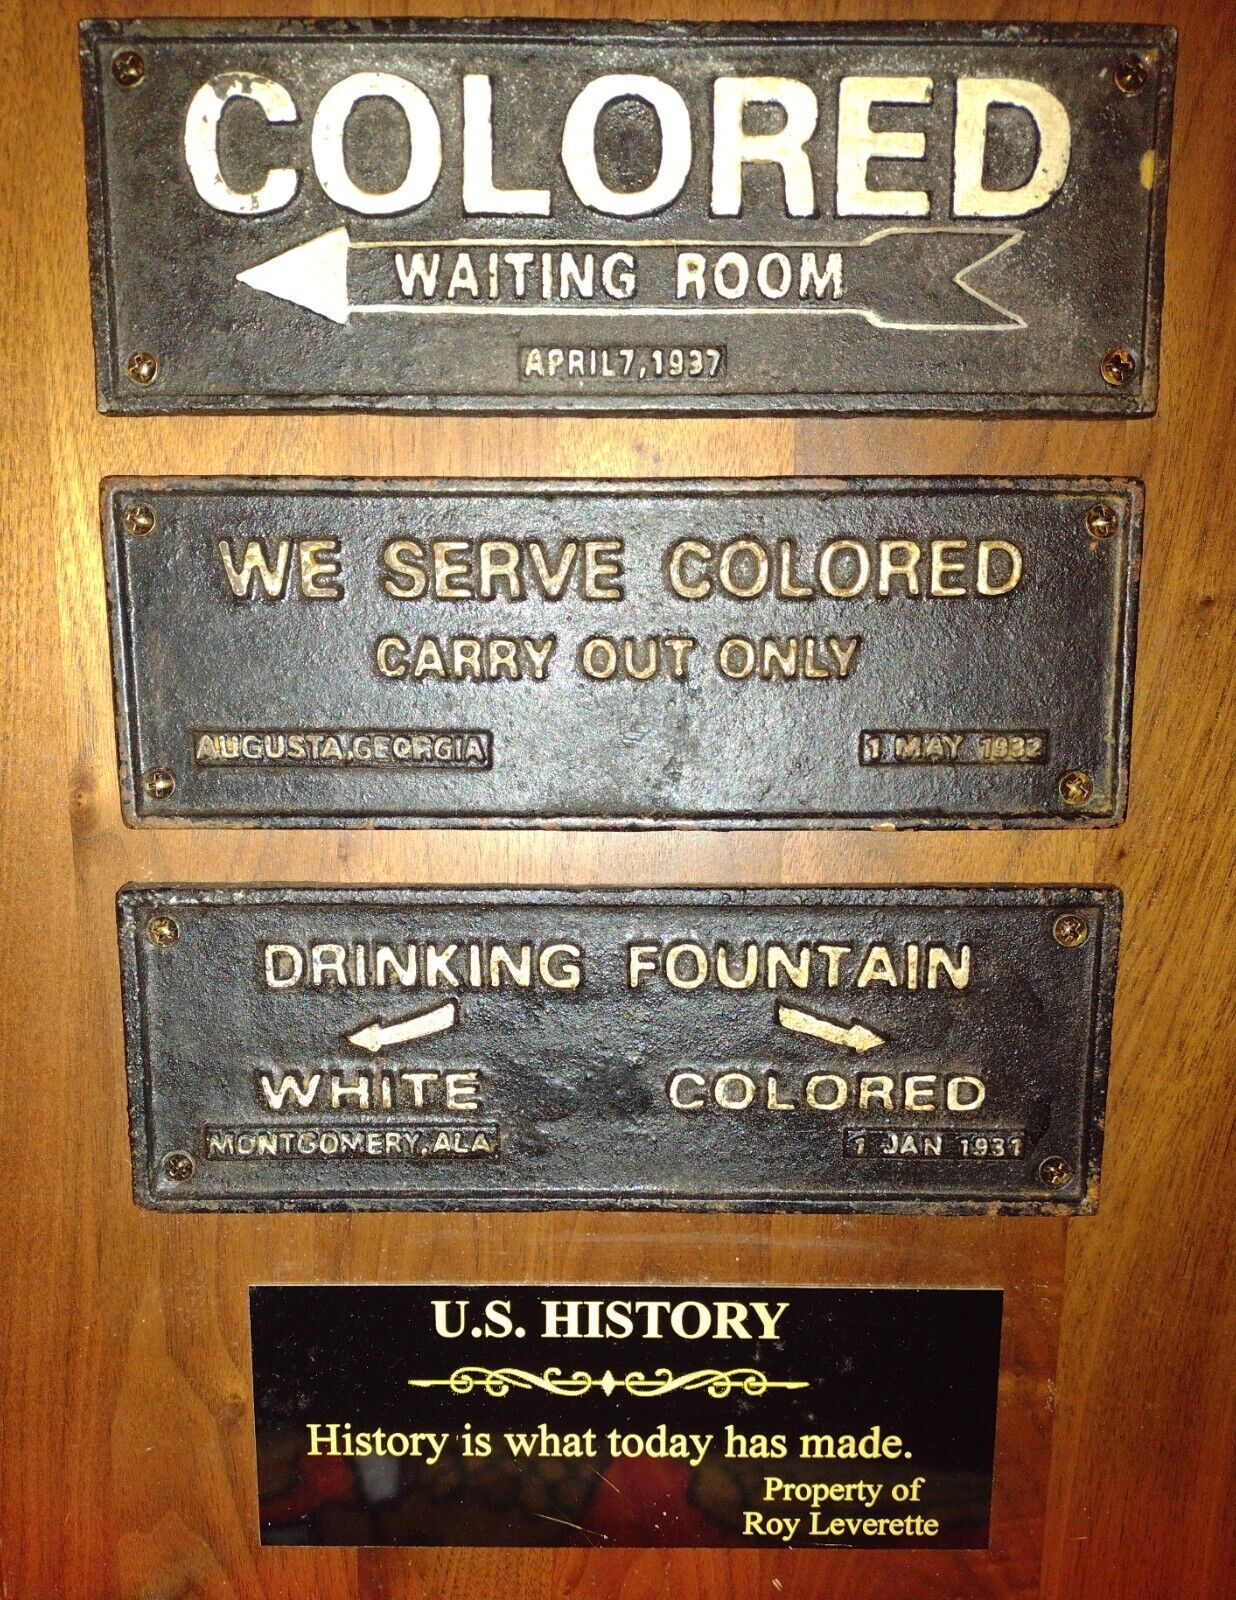 COLORED
WAITING ROOM
APRIL 7, 1937
WE SERVE COLORED
CARRY OUT ONLY
AUGUSTA, GEORGIA 1 MAY 1932
DRINKING FOUNTAIN
WHITE COLORED
MONTGOMERY, ALA 1 JAN 1931
U.S. HISTORY
History is what today has made.
Property of
Roy Leverette